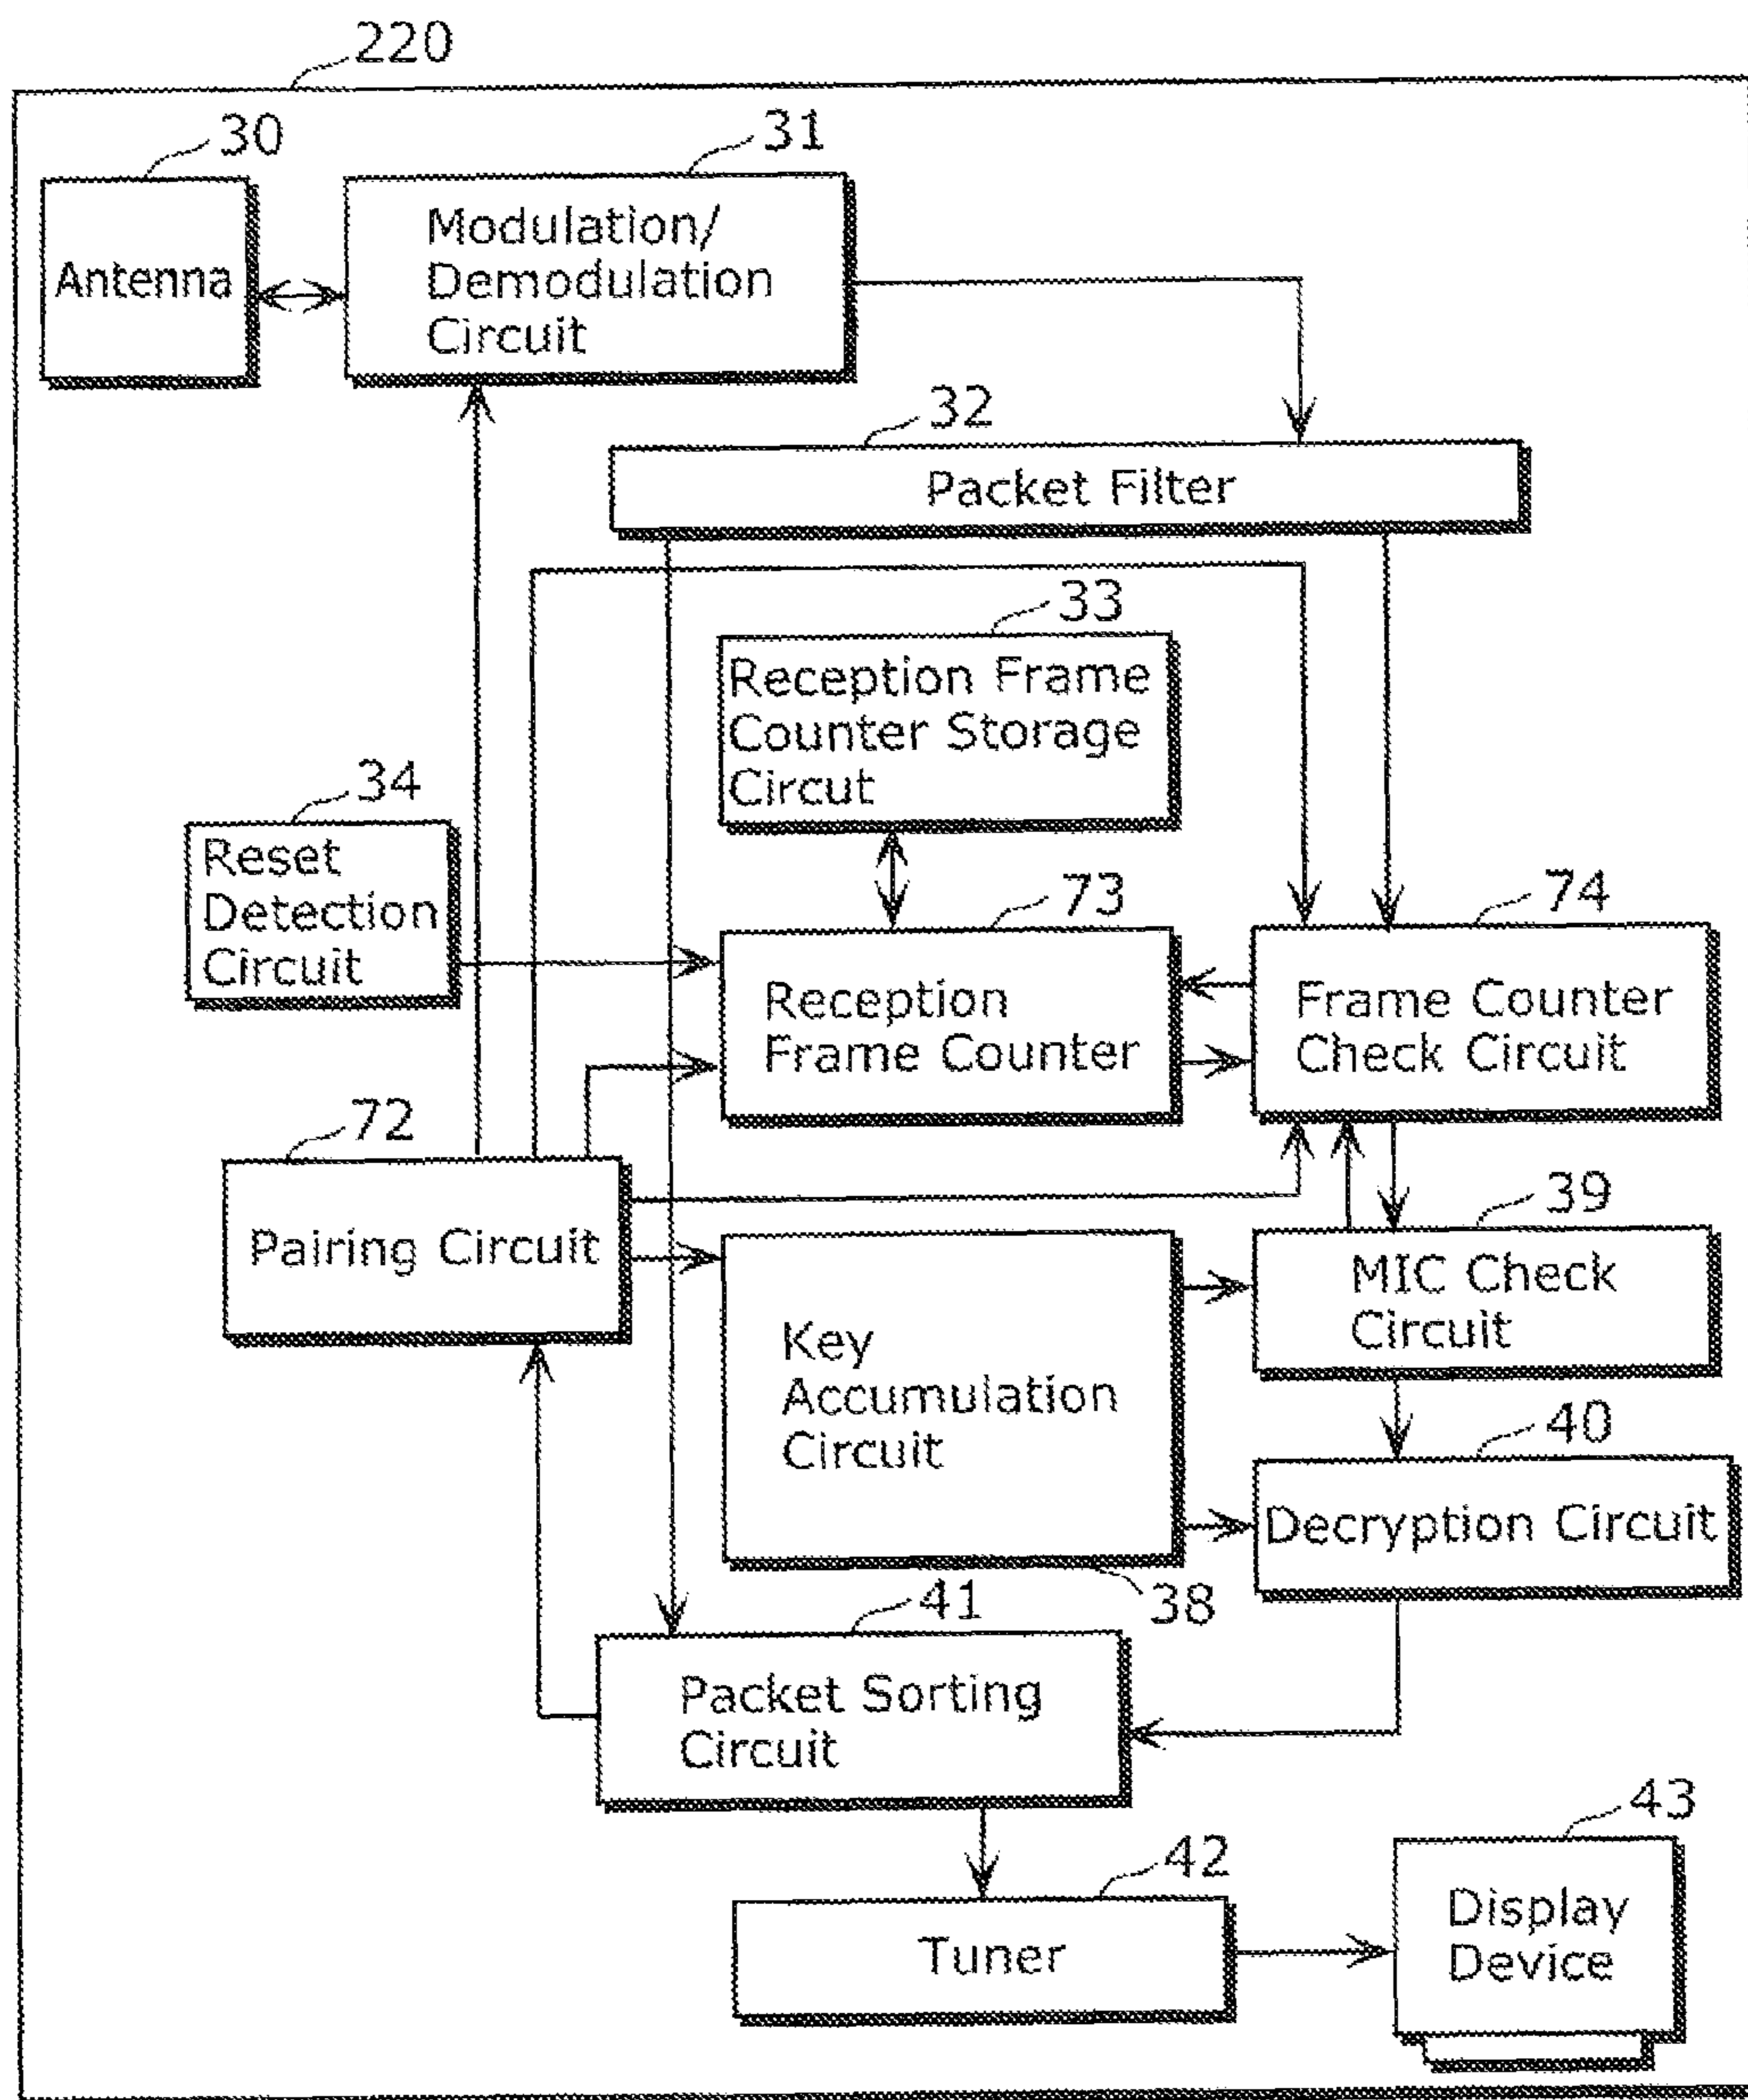 220
30
31
Antenna
Modulation/
Demodulation
Circuit
32
Packet Filter
33
Reception Frame
Counter Storage
Circut
34
Reset
Detection
Circuit
73
Reception
Frame Counter
74
Frame Counter
Check Circuit
72
Pairing Circuit
39
MIC Check
Circuit
Key
Accumulation
Circuit
38
40
Decryption Circuit
41
Packet Sorting
Circuit
42
Tuner
43
Display
Device